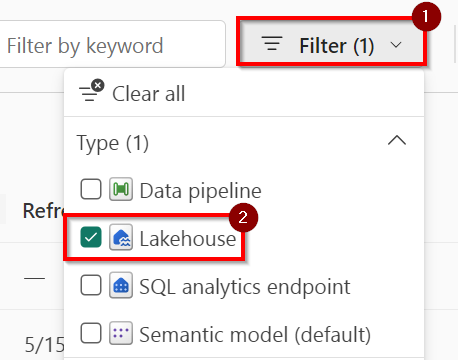 1
Filter by keyword
Filter (1)
Clear all
Type (1)
Data pipeline
Refr
2
Lakehouse
—
SQL analytics endpoint
5/15
Semantic model (default)